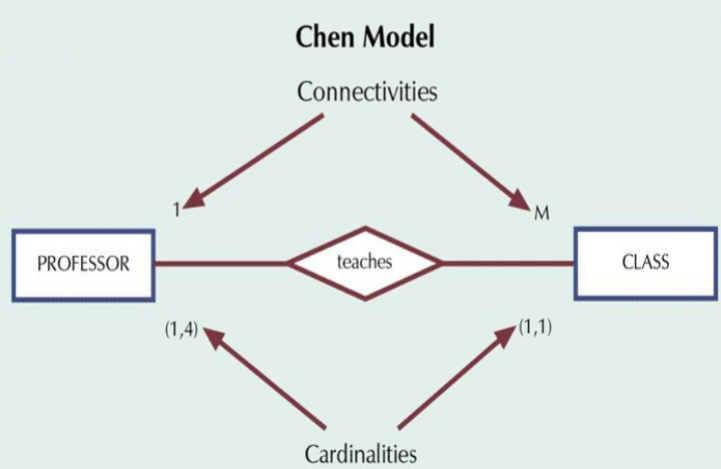 Chen Model
Connectivities
1
M
PROFESSOR
teaches
CLASS
(1,4)
(1,1)
Cardinalities